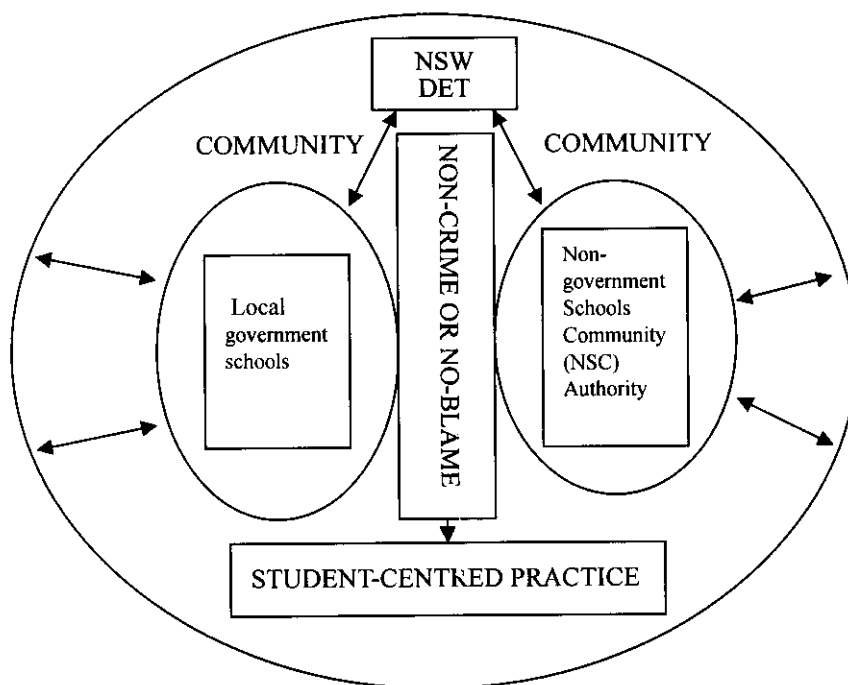 NSW
DET
COMMUNITY
COMMUNITY
NON-CRIME OR NO-BLAME
Local
government
schools
Non-
government
Schools
Community
(NSC)
Authority
STUDENT-CENTRED PRACTICE